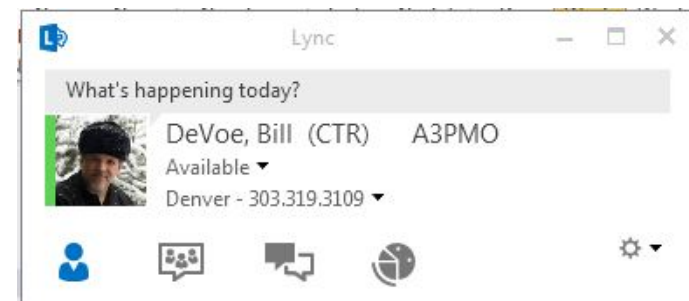 Lync
What's happening today?
DeVoe, Bill (CTR) A3PMO
Available
Denver - 303.319.3109